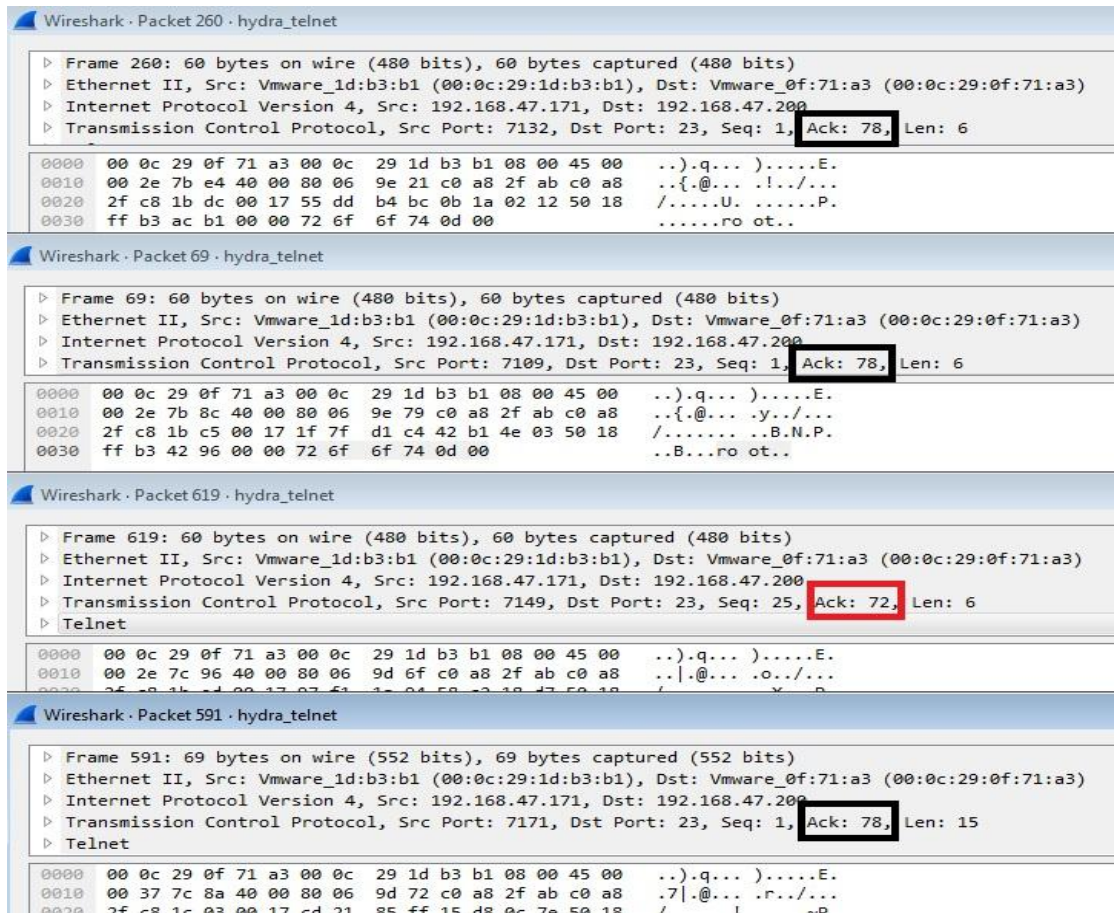 Wireshark · Packet 260 · hydra_telnet
Frame 260: 60 bytes on wire (480 bits), 60 bytes captured (480 bits)
Ethernet II, Src: Vmware_1d:b3:b1 (00:0c:29:1d:b3:b1), Dst: Vmware_0f:71:a3 (00:0c:29:0f:71:a3)
Internet Protocol Version 4, Src: 192.168.47.171, Dst: 192.168.47.200
Transmission Control Protocol, Src Port: 7132, Dst Port: 23, Seq: 1, Ack: 78, Len: 6
0000 00 0c 29 0f 71 a3 00 0c 29 1d b3 b1 08 00 45 00 ..).q... ).....E.
0010 00 2e 7b e4 40 00 80 06 9e 21 c0 a8 2f ab c0 a8 ..{.@... .!../...
0020 2f c8 1b dc 00 17 55 dd b4 bc 0b 1a 02 12 50 18 /.....U. ......P.
0030 ff b3 ac b1 00 00 72 6f 6f 74 0d 00 ......ro ot..
Wireshark · Packet 69 · hydra_telnet
Frame 69: 60 bytes on wire (480 bits), 60 bytes captured (480 bits)
Ethernet II, Src: Vmware_1d:b3:b1 (00:0c:29:1d:b3:b1), Dst: Vmware_0f:71:a3 (00:0c:29:0f:71:a3)
Internet Protocol Version 4, Src: 192.168.47.171, Dst: 192.168.47.200
Transmission Control Protocol, Src Port: 7109, Dst Port: 23, Seq: 1, Ack: 78, Len: 6
0000 00 0c 29 0f 71 a3 00 0c 29 1d b3 b1 08 00 45 00 ..).q... ).....E.
0010 00 2e 7b 8c 40 00 80 06 9e 79 c0 a8 2f ab c0 a8 ..{.@... .y../...
0020 2f c8 1b c5 00 17 1f 7f d1 c4 42 b1 4e 03 50 18 /....... ..B.N.P.
0030 ff b3 42 96 00 00 72 6f 6f 74 0d 00 ..B...ro ot..
Wireshark · Packet 619 · hydra_telnet
Frame 619: 60 bytes on wire (480 bits), 60 bytes captured (480 bits)
Ethernet II, Src: Vmware_1d:b3:b1 (00:0c:29:1d:b3:b1), Dst: Vmware_0f:71:a3 (00:0c:29:0f:71:a3)
Internet Protocol Version 4, Src: 192.168.47.171, Dst: 192.168.47.200
Transmission Control Protocol, Src Port: 7149, Dst Port: 23, Seq: 25, Ack: 72, Len: 6
Telnet
0000 00 0c 29 0f 71 a3 00 0c 29 1d b3 b1 08 00 45 00 ..).q... ).....E.
0010 00 2e 7c 96 40 00 80 06 9d 6f c0 a8 2f ab c0 a8 ..|.@... .o../...
Wireshark · Packet 591 · hydra_telnet
Frame 591: 69 bytes on wire (552 bits), 69 bytes captured (552 bits)
Ethernet II, Src: Vmware_1d:b3:b1 (00:0c:29:1d:b3:b1), Dst: Vmware_0f:71:a3 (00:0c:29:0f:71:a3)
Internet Protocol Version 4, Src: 192.168.47.171, Dst: 192.168.47.200
Transmission Control Protocol, Src Port: 7171, Dst Port: 23, Seq: 1, Ack: 78, Len: 15
Telnet
0000 00 0c 29 0f 71 a3 00 0c 29 1d b3 b1 08 00 45 00 ..).q... ).....E.
0010 00 37 7c 8a 40 00 80 06 9d 72 c0 a8 2f ab c0 a8 .7|.@... .r../...